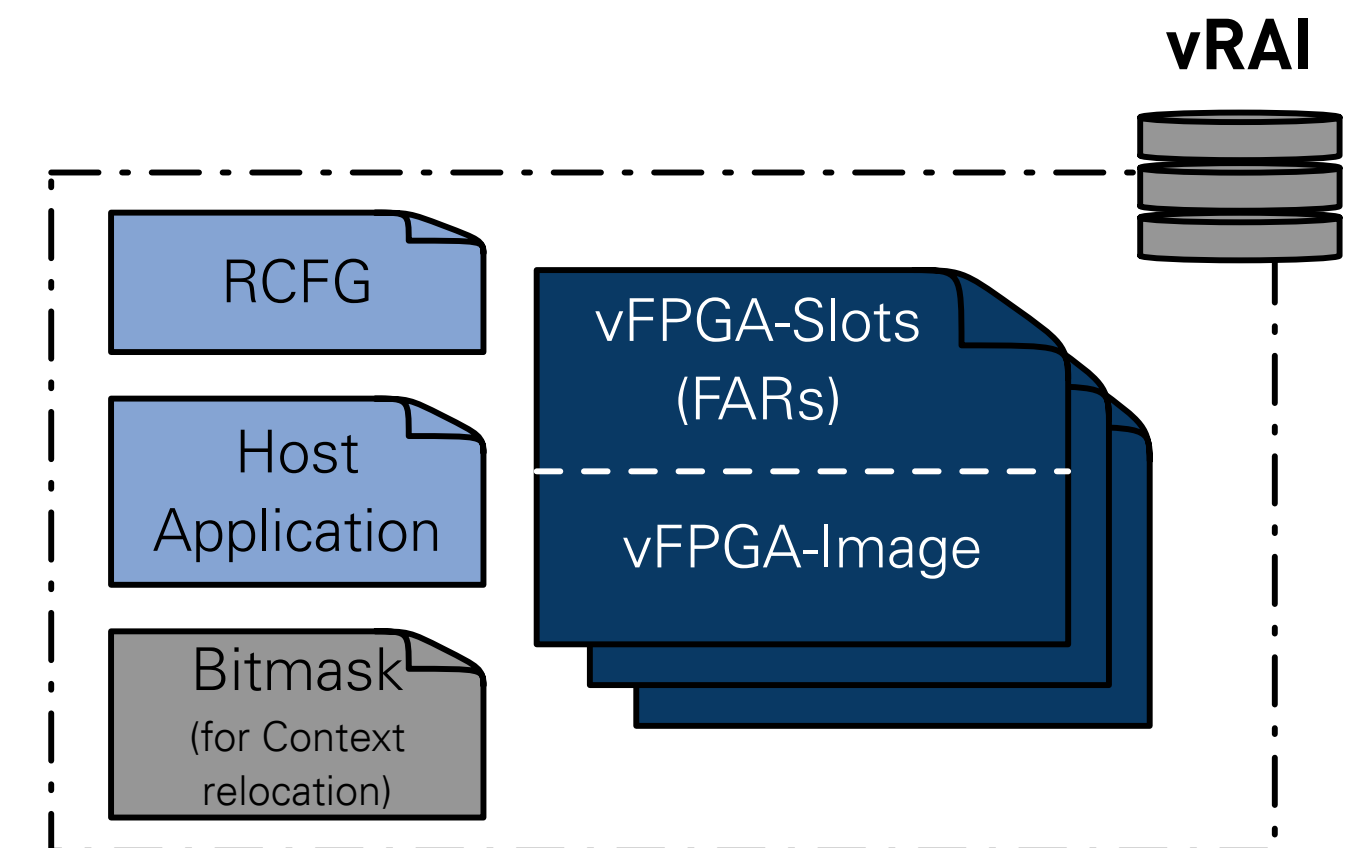 vRAI
RCFG
Host
Application
Bitmask
(for Context
relocation)
vFPGA-Slots
(FARs)
vFPGA-Image